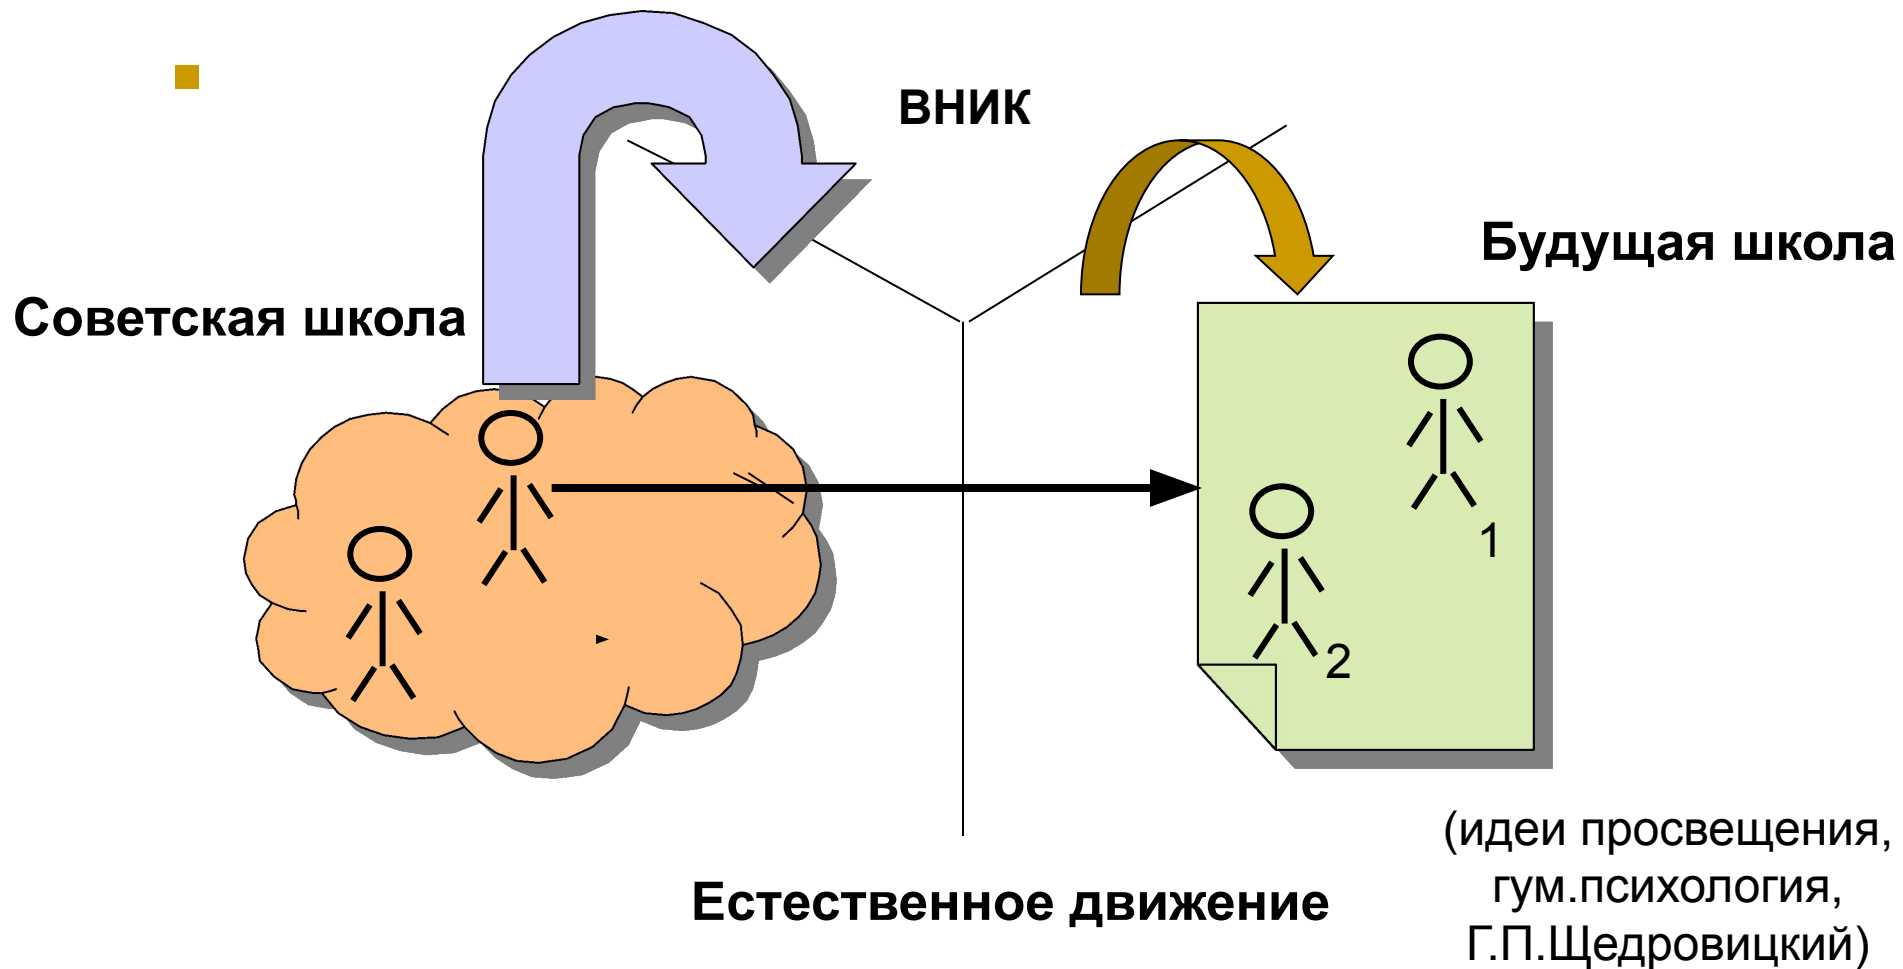 ВНИК
Будущая школа
Советская школа
1
2
(идеи просвещения,
гум.психология,
Г.П.Щедровицкий)
Естественное движение